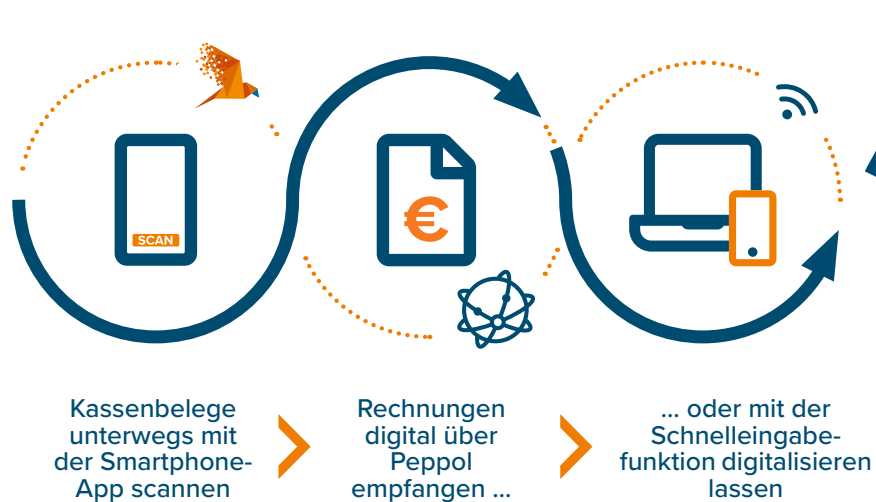 SCAN
€
Kassenbelege
unterwegs mit
der Smartphone-
App scannen
Rechnungen
digital über
Peppol
empfangen ...
... oder mit der
Schnelleingabe-
funktion digitalisieren
lassen